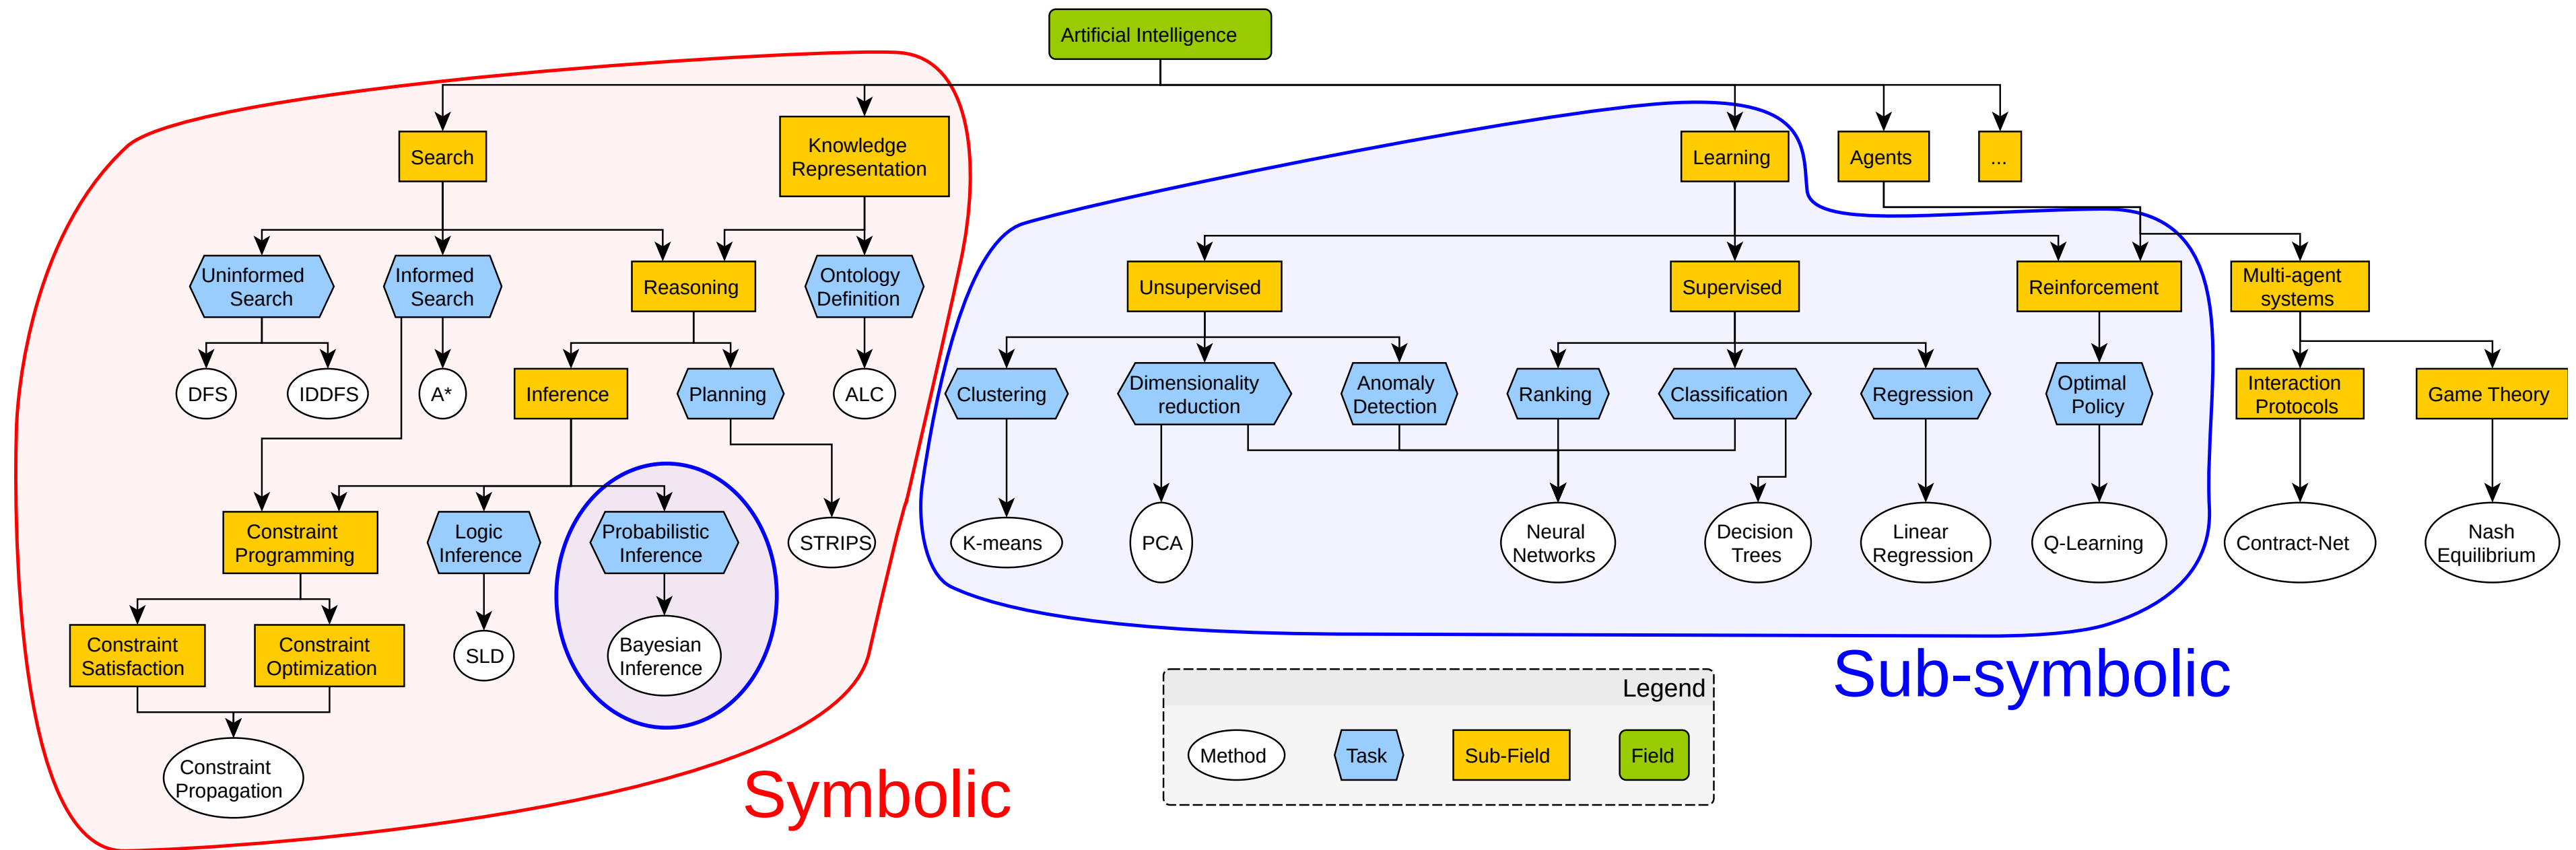 Artificial Intelligence
Search
Knowledge
Representation
Learning
Agents
...
Uninformed
Search
Informed
Search
Reasoning
Ontology
Definition
Unsupervised
Supervised
Reinforcement
Multi-agent
systems
DFS
IDDFS
A*
Inference
Planning
ALC
Clustering
Dimensionality
reduction
Anomaly
Detection
Ranking
Classification
Regression
Optimal
Policy
Interaction
Protocols
Game Theory
Constraint
Programming
Logic
Inference
Probabilistic
Inference
STRIPS
K-means
PCA
Neural
Networks
Decision
Trees
Linear
Regression
Q-Learning
Contract-Net
Nash
Equilibrium
Constraint
Satisfaction
Constraint
Optimization
SLD
Bayesian
Inference
Constraint
Propagation
Symbolic
Sub-symbolic
Legend
Method
Task
Sub-Field
Field